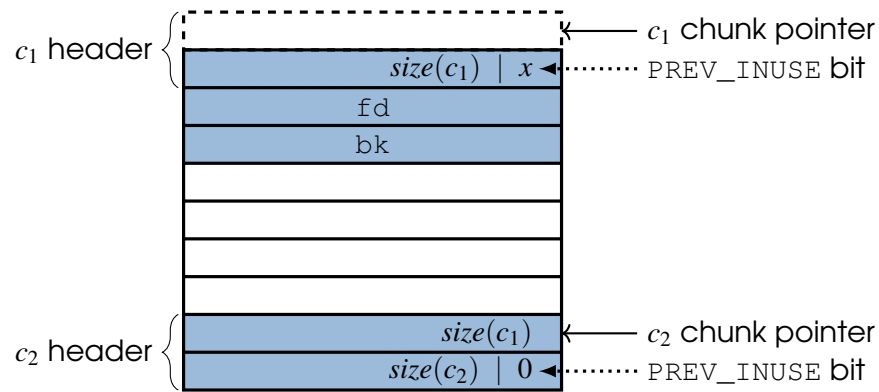 c₁ header
c₁ chunk pointer
size(c₁) | x
PREV_INUSE bit
fd
bk
c₂ header
size(c₁)
c₂ chunk pointer
size(c₂) | 0
PREV_INUSE bit